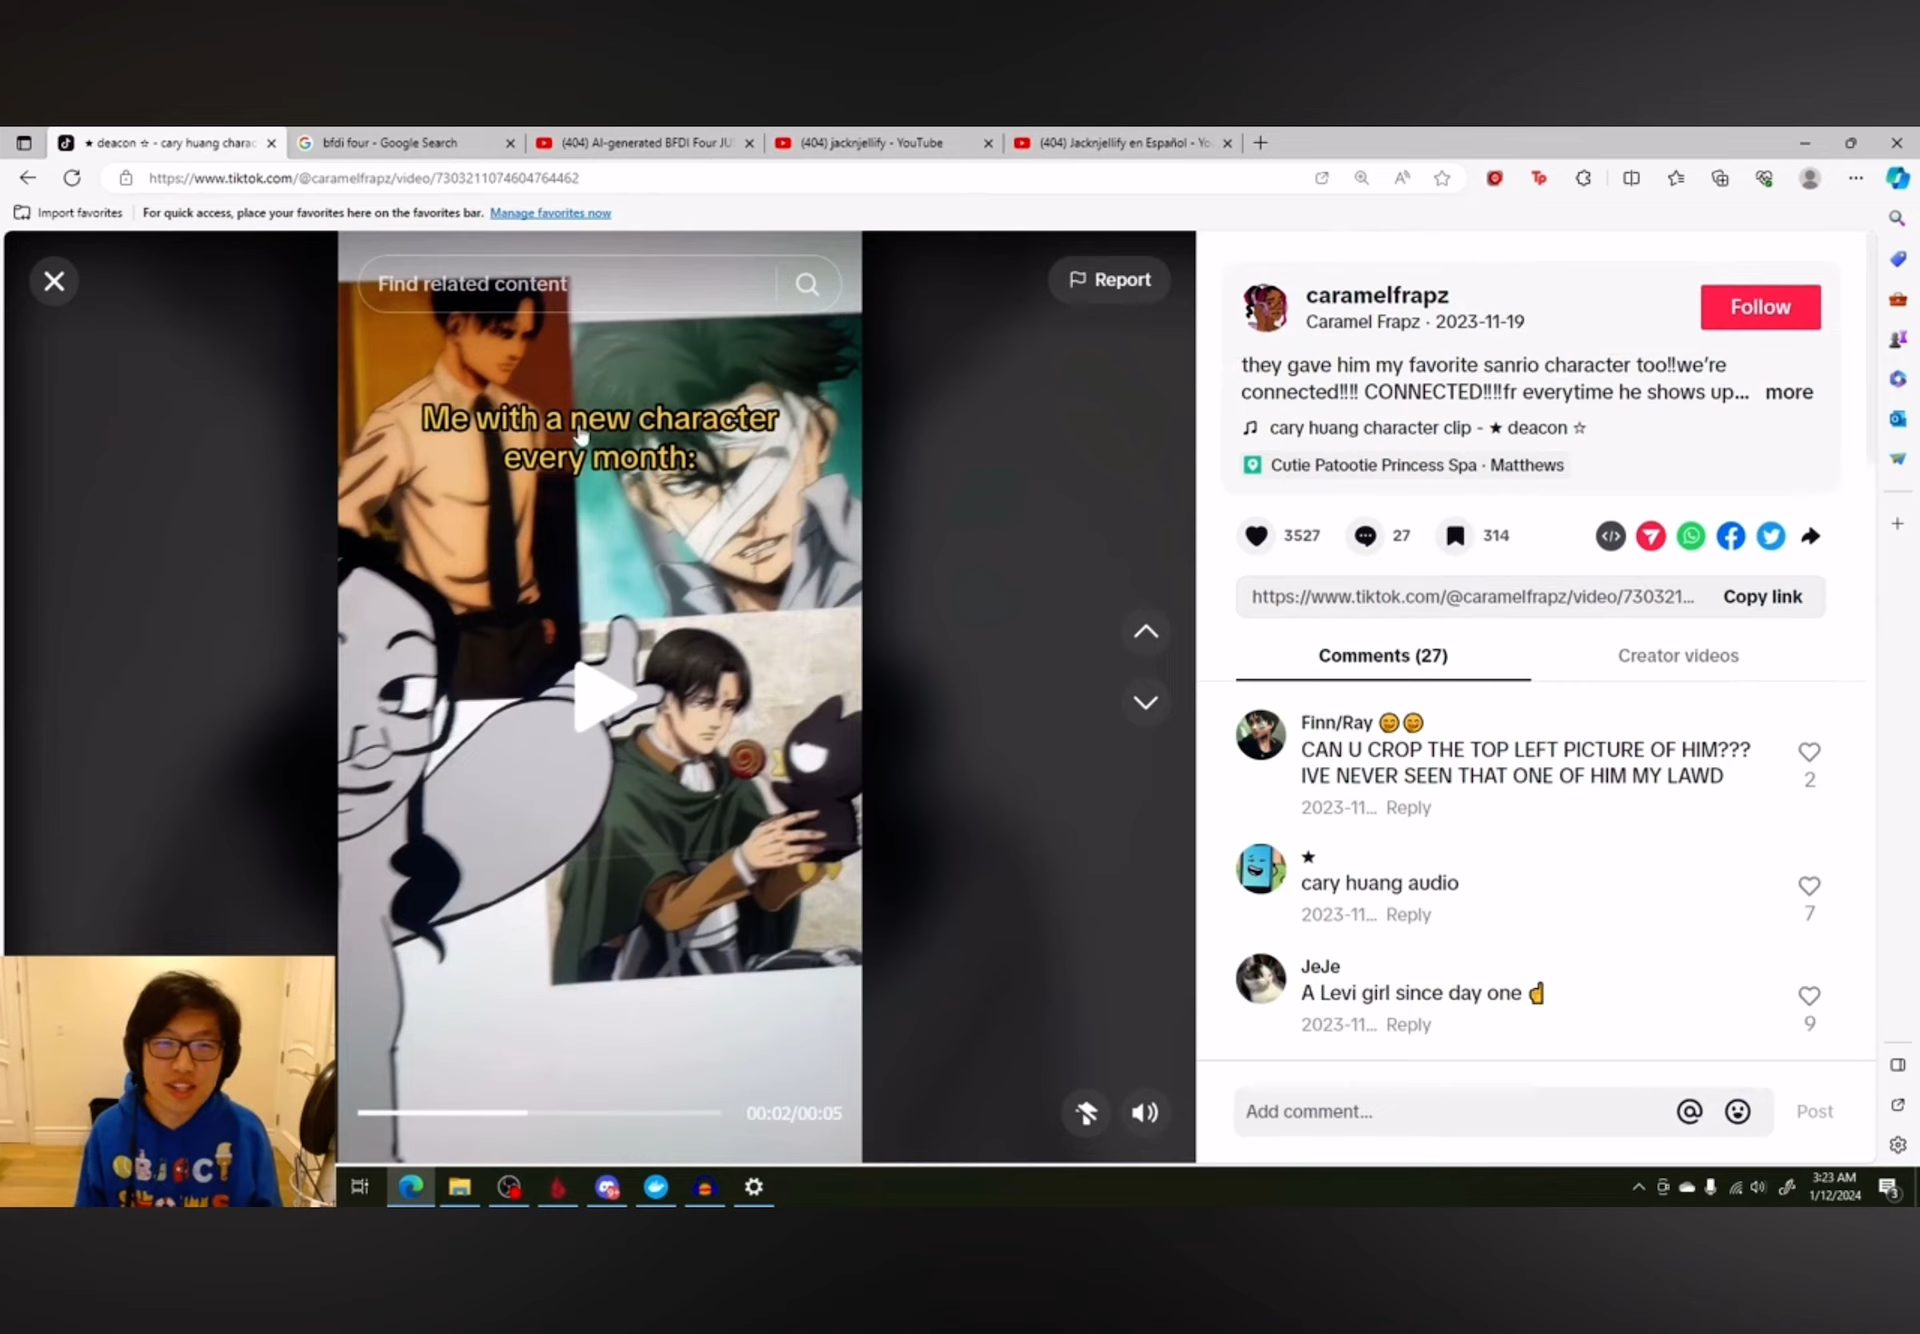 ★ deacon ☆ - cary huang charac
bfdi four - Google Search
(404) AI-generated BFDI Four JU
(404) jacknjellify - YouTube
(404) Jacknjellify en Español - Yo
https://www.tiktok.com/@caramelfrapz/video/7303211074604764462
Import favorites
For quick access, place your favorites here on the favorites bar. Manage favorites now
Find related content
Report
Me with a new character
every month:
00:02/00:05
caramelfrapz
Caramel Frapz · 2023-11-19
Follow
they gave him my favorite sanrio character too!!we're
connected!!!! CONNECTED!!!!fr everytime he shows up... more
cary huang character clip - ★ deacon ☆
Cutie Patootie Princess Spa · Matthews
3527
27
314
https://www.tiktok.com/@caramelfrapz/video/730321...
Copy link
Comments (27)
Creator videos
Finn/Ray 😊😊
CAN U CROP THE TOP LEFT PICTURE OF HIM???
IVE NEVER SEEN THAT ONE OF HIM MY LAWD
2023-11... Reply
2
★
cary huang audio
2023-11... Reply
7
JeJe
A Levi girl since day one ☝
2023-11... Reply
9
Add comment...
Post
OBJECT
SHOWS
3:23 AM
1/12/2024
3